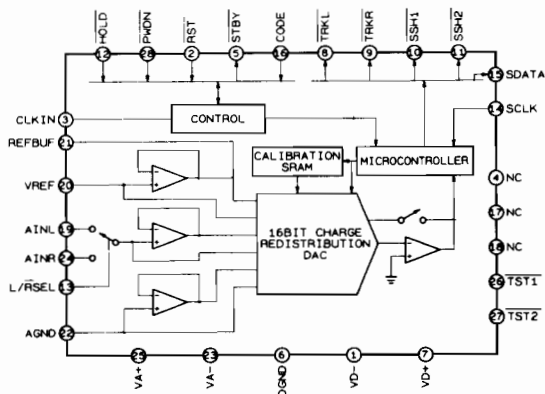 HOLD PWDN RST STBY CODE TRKL TRKR SSH1 SSH2
12 28 2 5 16 8 9 10 11
15 SDATA
14 SCLK
CLKIN 3
CONTROL
REFBUF 21
CALIBRATION
SRAM
MICROCONTROLLER
VREF 20
4 NC
17 NC
AINL 19
16BIT CHARGE
REDISTRIBUTION
DAC
18 NC
AINR 24
L/RSEL 13
26 TST1
27 TST2
AGND 22
25 23 6 1 7
VA+ VA- DGND VD- VD+